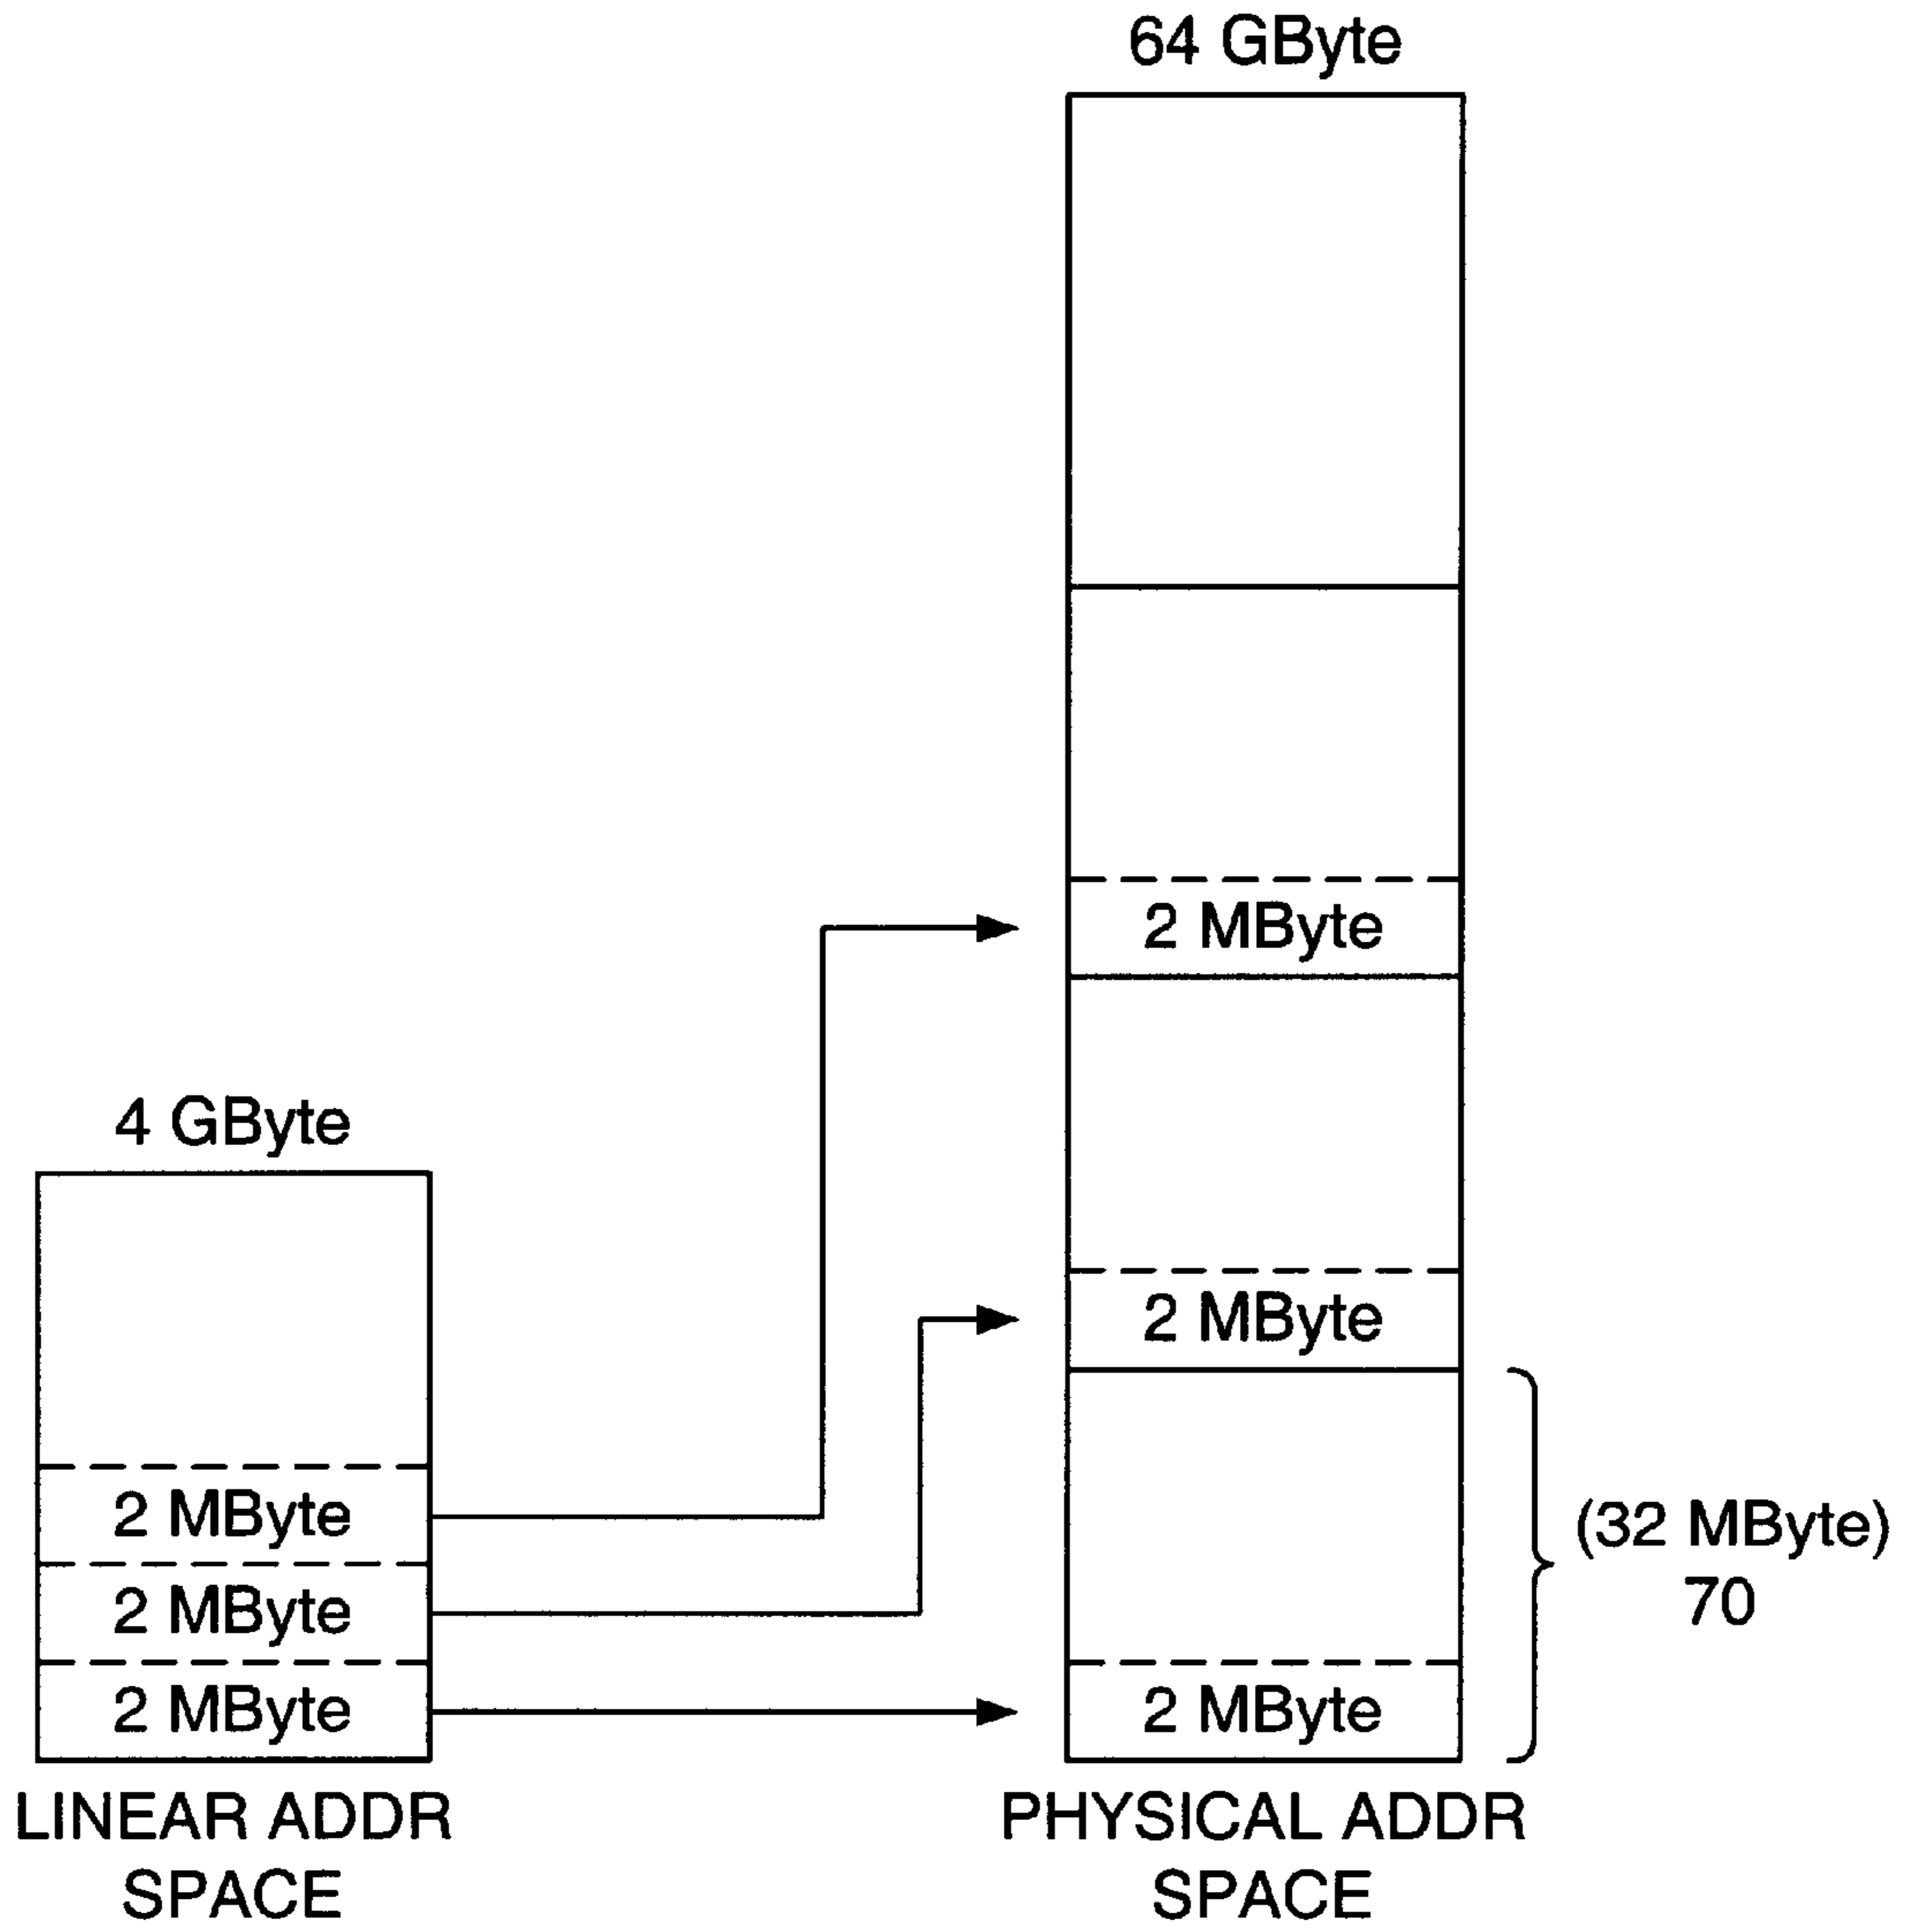 64 GByte
2 MByte
2 MByte
4 GByte
2 MByte
2 MByte
2 MByte
2 MByte
(32 MByte)
70
LINEAR ADDR
SPACE
PHYSICAL ADDR
SPACE